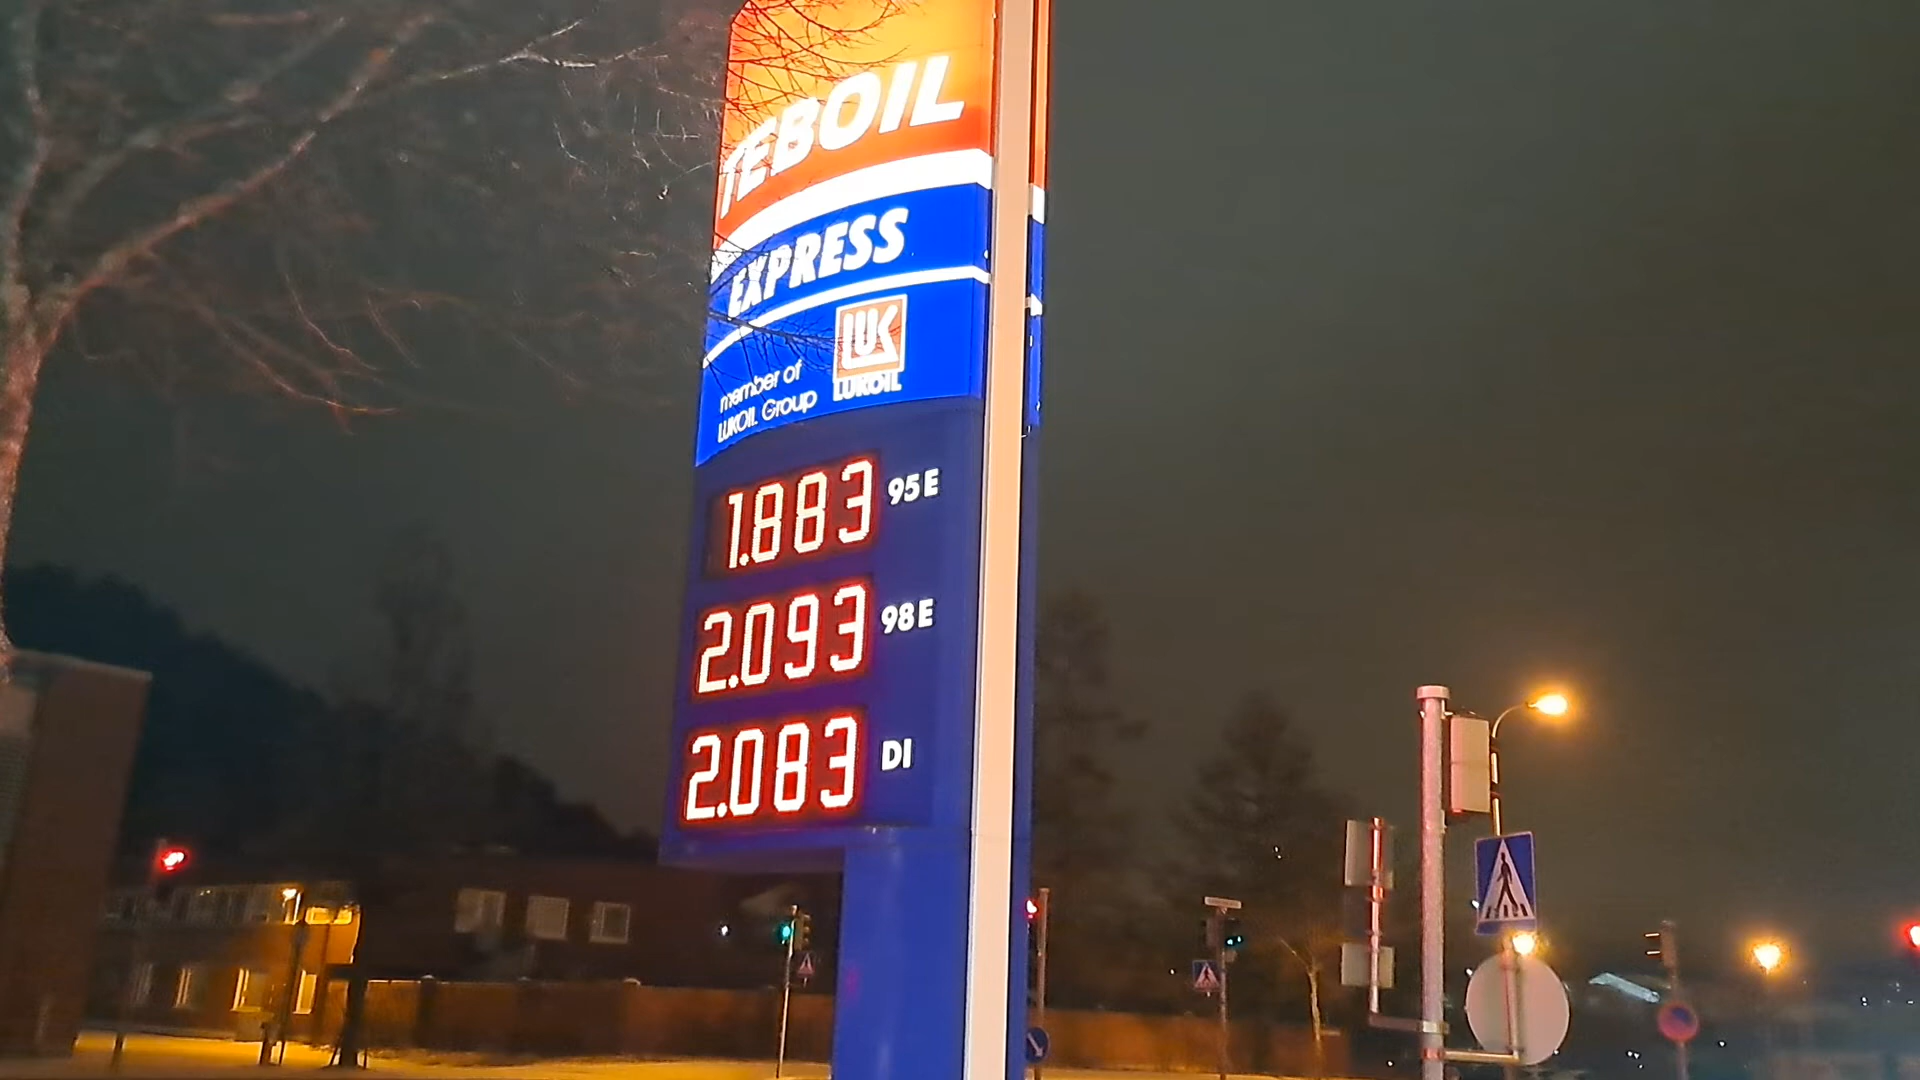 TEBOIL
EXPRESS
LUK
LUKOIL
member of
LUKOIL Group
1.883 95E
2.093 98E
2.083 DI